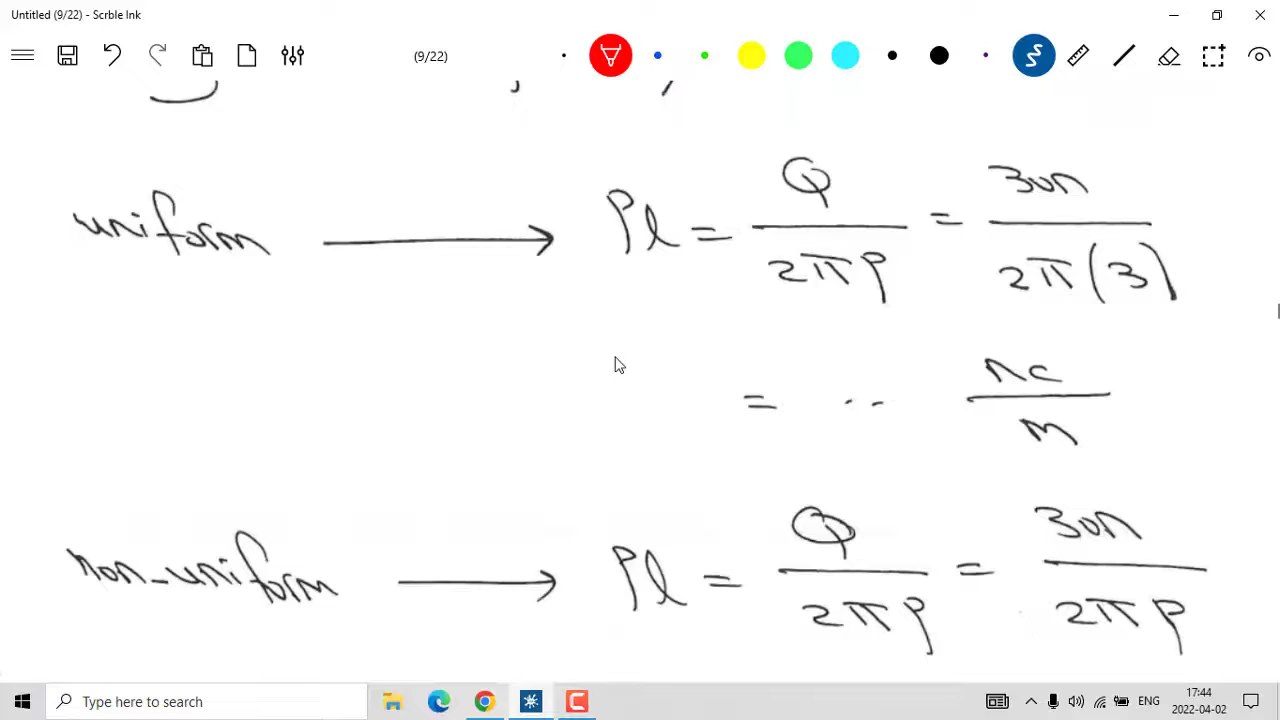 Untitled (9/22) - Scrble Ink
(9/22)
uniform → ρl = Q / 2πρ = 30n / 2π(3)
= .. nc / m
non-uniform → ρl = Q / 2πρ = 30n / 2πρ
Type here to search
ENG
17:44
2022-04-02